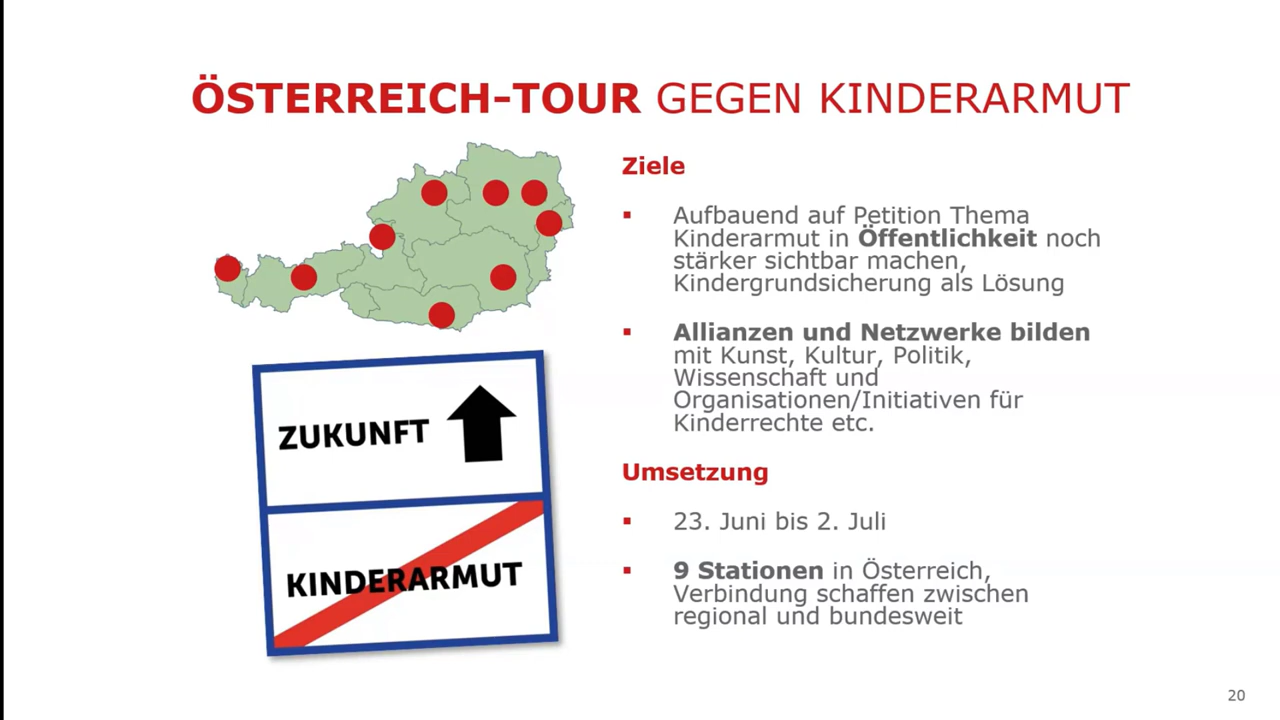 ÖSTERREICH-TOUR GEGEN KINDERARMUT
Ziele
▪ Aufbauend auf Petition Thema
Kinderarmut in Öffentlichkeit noch
stärker sichtbar machen,
Kindergrundsicherung als Lösung
▪ Allianzen und Netzwerke bilden
mit Kunst, Kultur, Politik,
Wissenschaft und
Organisationen/Initiativen für
Kinderrechte etc.
Umsetzung
▪ 23. Juni bis 2. Juli
▪ 9 Stationen in Österreich,
Verbindung schaffen zwischen
regional und bundesweit
ZUKUNFT
KINDERARMUT
20